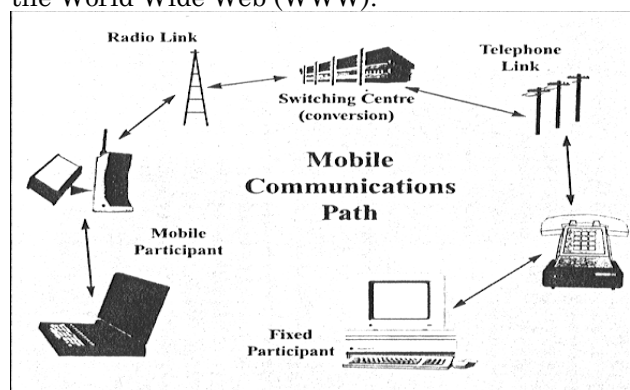 the World Wide Web (WWW).
Radio Link
Telephone
Link
Switching Centre
(conversion)
Mobile
Communications
Path
Mobile
Participant
Fixed
Participant